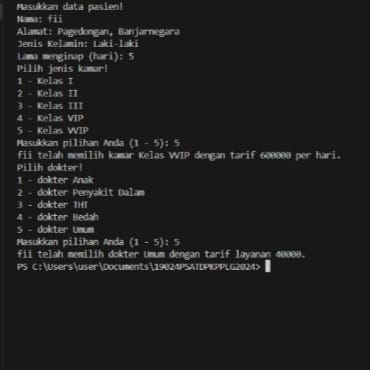 Masukkan data pasien!
Nama: fii
Alamat: Pagedongan, Banjarnegara
Jenis Kelamin: Laki-laki
Lama menginap (hari): 5
Pilih jenis kamar!
1 - Kelas I
2 - Kelas II
3 - Kelas III
4 - Kelas VIP
5 - Kelas VVIP
Masukkan pilihan Anda (1 - 5): 5
fii telah memilih kamar Kelas VVIP dengan tarif 600000 per hari.
Pilih dokter!
1 - dokter Anak
2 - dokter Penyakit Dalam
3 - dokter THT
4 - dokter Bedah
5 - dokter Umum
Masukkan pilihan Anda (1 - 5): 5
fii telah memilih dokter Umum dengan tarif layanan 40000.
PS C:\Users\user\Documents\19024PSATDPKPPLG2024>